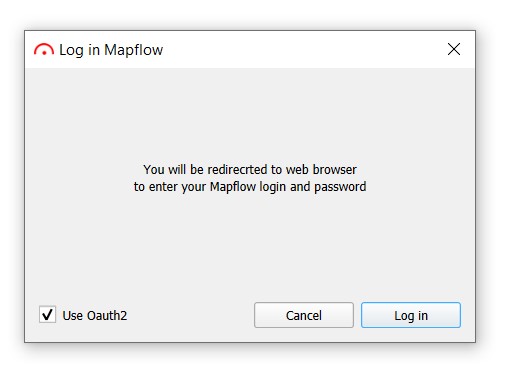 Log in Mapflow
You will be redirecrted to web browser
to enter your Mapflow login and password
Use Oauth2
Cancel
Log in